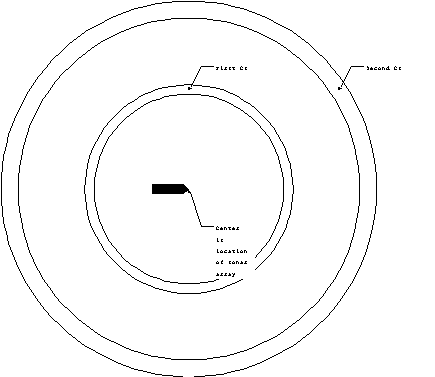 First CZ
Second CZ
Center
is
location
of sonar
array